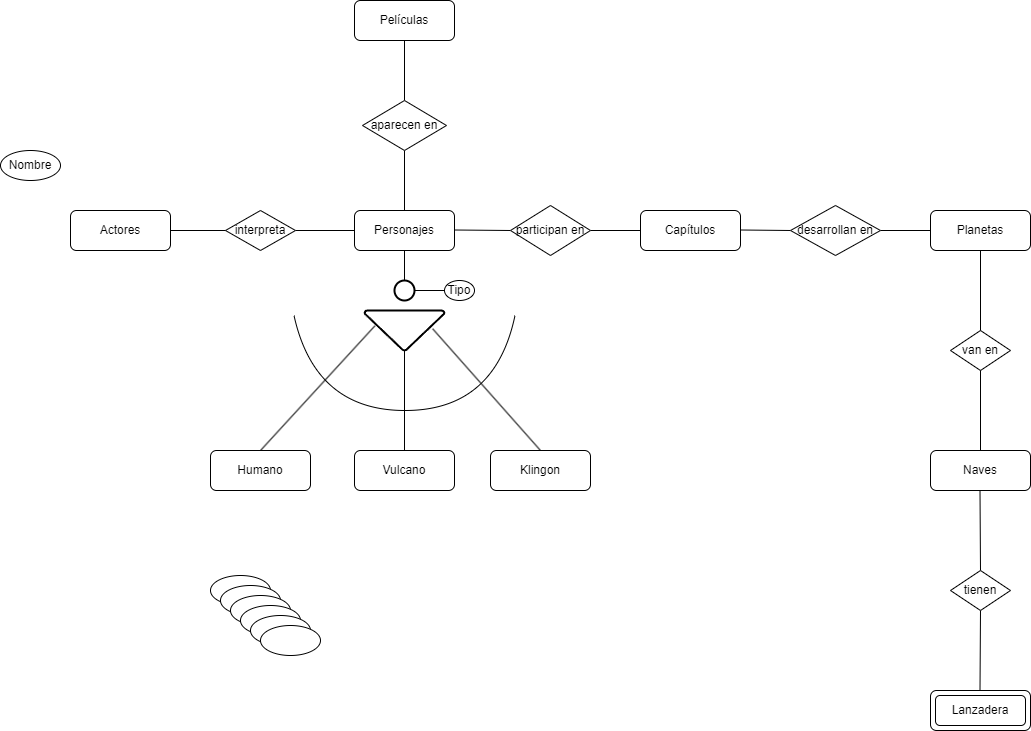 Películas
aparecen en
Nombre
Actores
interpreta
Personajes
participan en
Capítulos
desarrollan en
Planetas
Tipo
van en
Humano
Vulcano
Klingon
Naves
tienen
Lanzadera